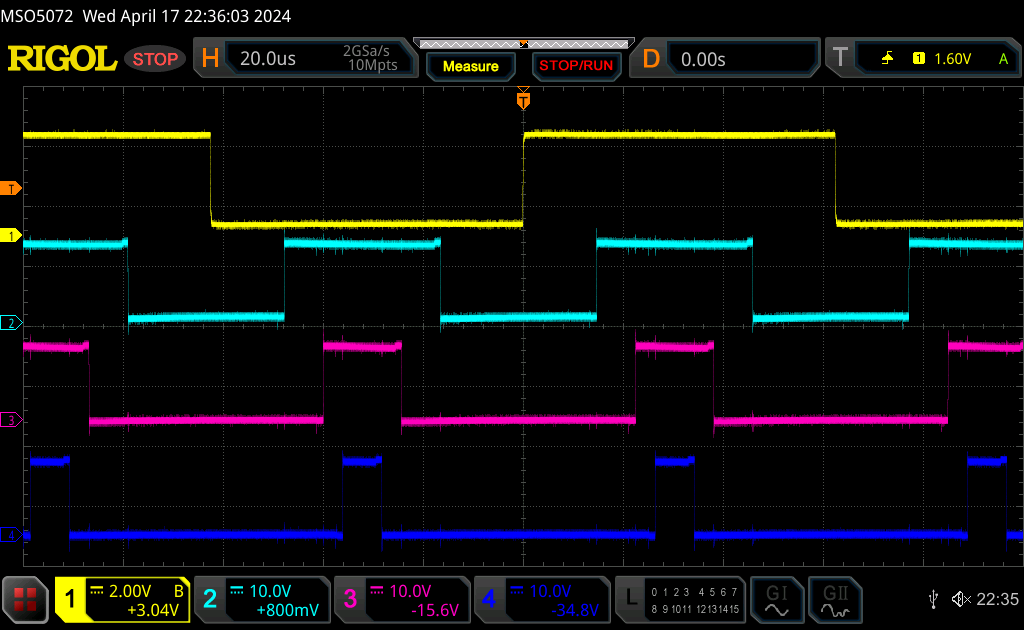 MSO5072 Wed April 17 22:36:03 2024
RIGOL STOP H 20.0us 2GSa/s 10Mpts Measure STOP/RUN D 0.00s T 1 1.60V A
T
T
1
2
3
4
1 2.00V B +3.04V
2 10.0V +800mV
3 10.0V -15.6V
4 10.0V -34.8V
L 0 1 2 3 4 5 6 7
8 9 10 11 12 13 14 15
GI
GII
22:35